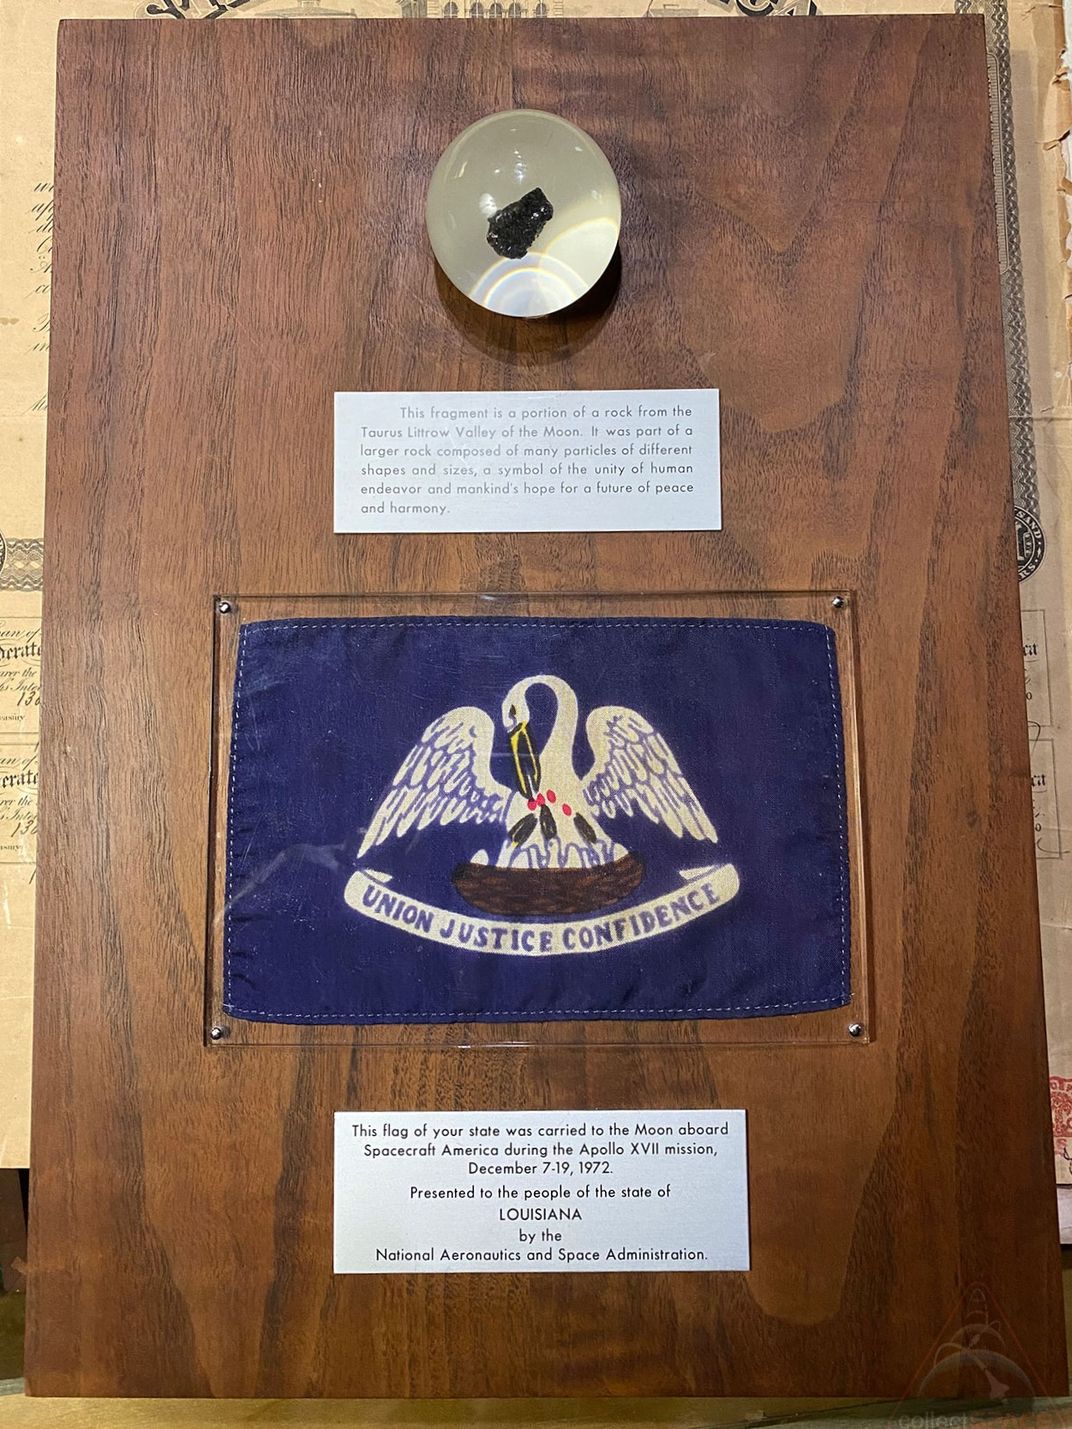 This fragment is a portion of a rock from the
Taurus Littrow Valley of the Moon. It was part of a
larger rock composed of many particles of different
shapes and sizes, a symbol of the unity of human
endeavor and mankind's hope for a future of peace
and harmony.
UNION JUSTICE CONFIDENCE
This flag of your state was carried to the Moon aboard
Spacecraft America during the Apollo XVII mission,
December 7-19, 1972.
Presented to the people of the state of
LOUISIANA
by the
National Aeronautics and Space Administration.
collectSPACE